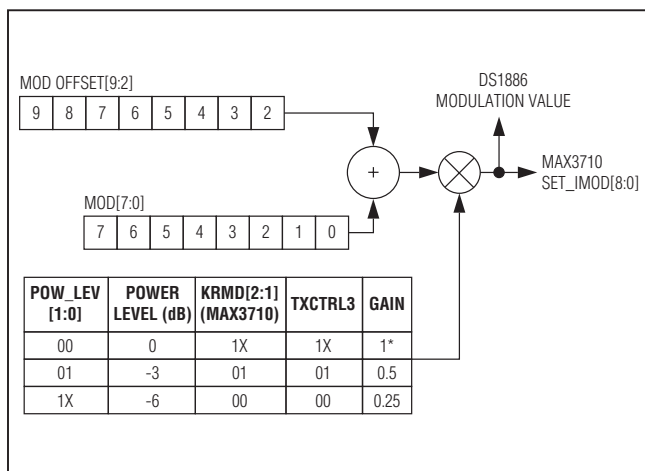 MOD OFFSET[9:2]
9 8 7 6 5 4 3 2
DS1886
MODULATION VALUE
+
MAX3710
SET_IMOD[8:0]
MOD[7:0]
7 6 5 4 3 2 1 0
POW_LEV [1:0] POWER LEVEL (dB) KRMD[2:1] (MAX3710) TXCTRL3 GAIN
00 0 1X 1X 1*
01 -3 01 01 0.5
1X -6 00 00 0.25